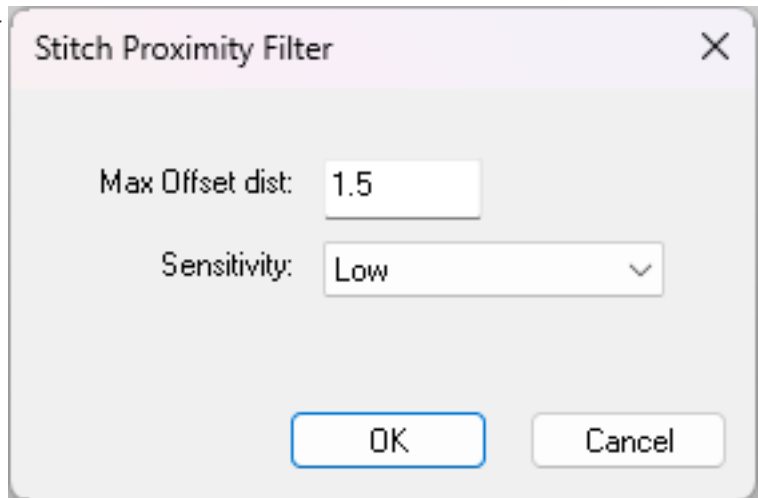 Stitch Proximity Filter
Max Offset dist: 1.5
Sensitivity: Low
OK Cancel